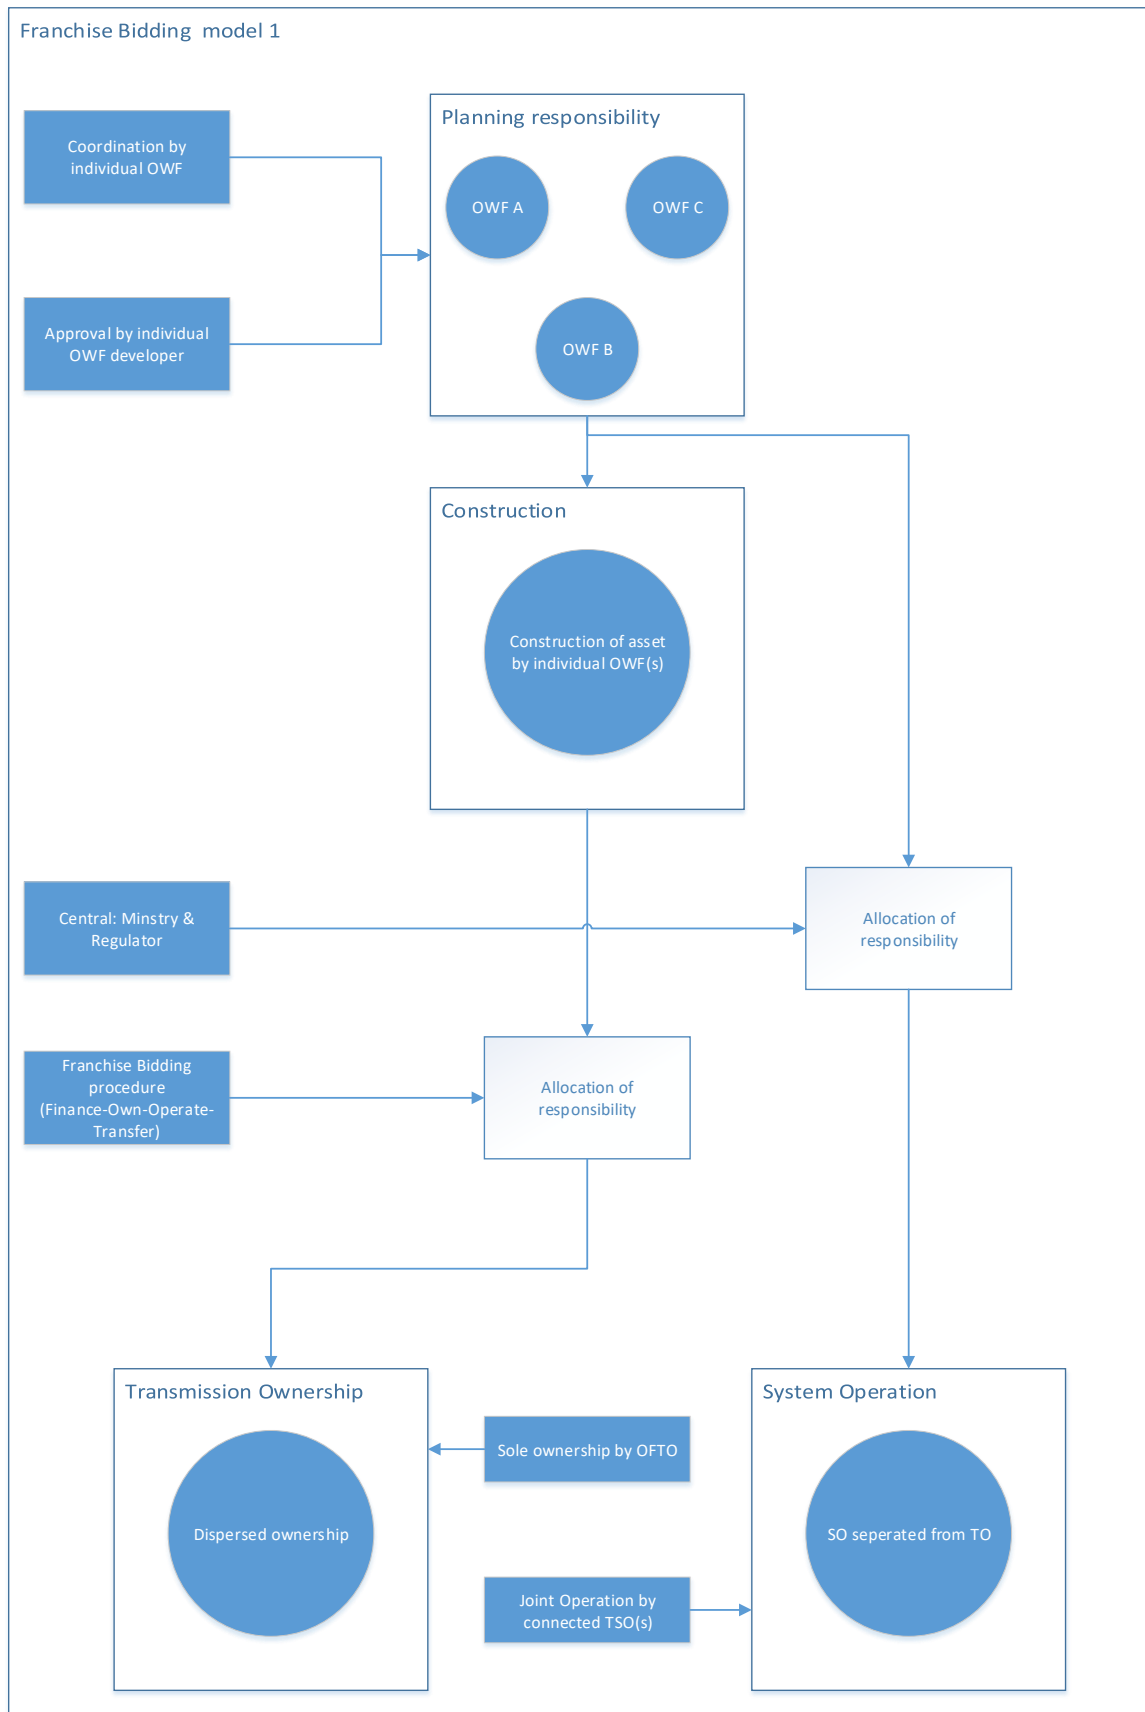 Franchise Bidding  model 1
Coordination by
individual OWF
Approval by individual
OWF developer
Planning responsibility
OWF A
OWF C
OWF B
Construction
Construction of asset
by individual OWF(s)
Central: Minstry &
Regulator
Allocation of
responsibility
Franchise Bidding
procedure
(Finance-Own-Operate-
Transfer)
Allocation of
responsibility
Transmission Ownership
Dispersed ownership
Sole ownership by OFTO
Joint Operation by
connected TSO(s)
System Operation
SO seperated from TO